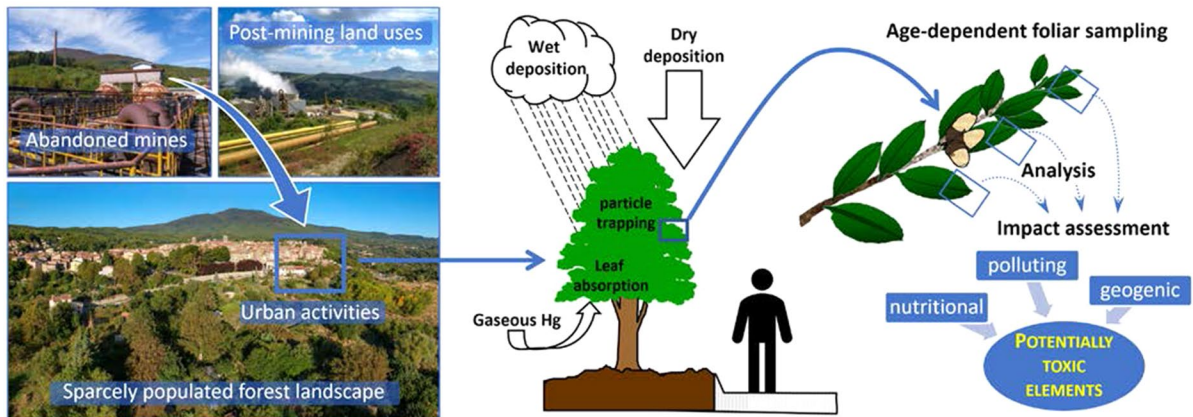 Post-mining land uses
Abandoned mines
Urban activities
Sparcely populated forest landscape
Wet
deposition
Dry
deposition
particle
trapping
Leaf
absorption
Gaseous Hg
Age-dependent foliar sampling
Analysis
Impact assessment
polluting
nutritional
geogenic
POTENTIALLY
TOXIC
ELEMENTS